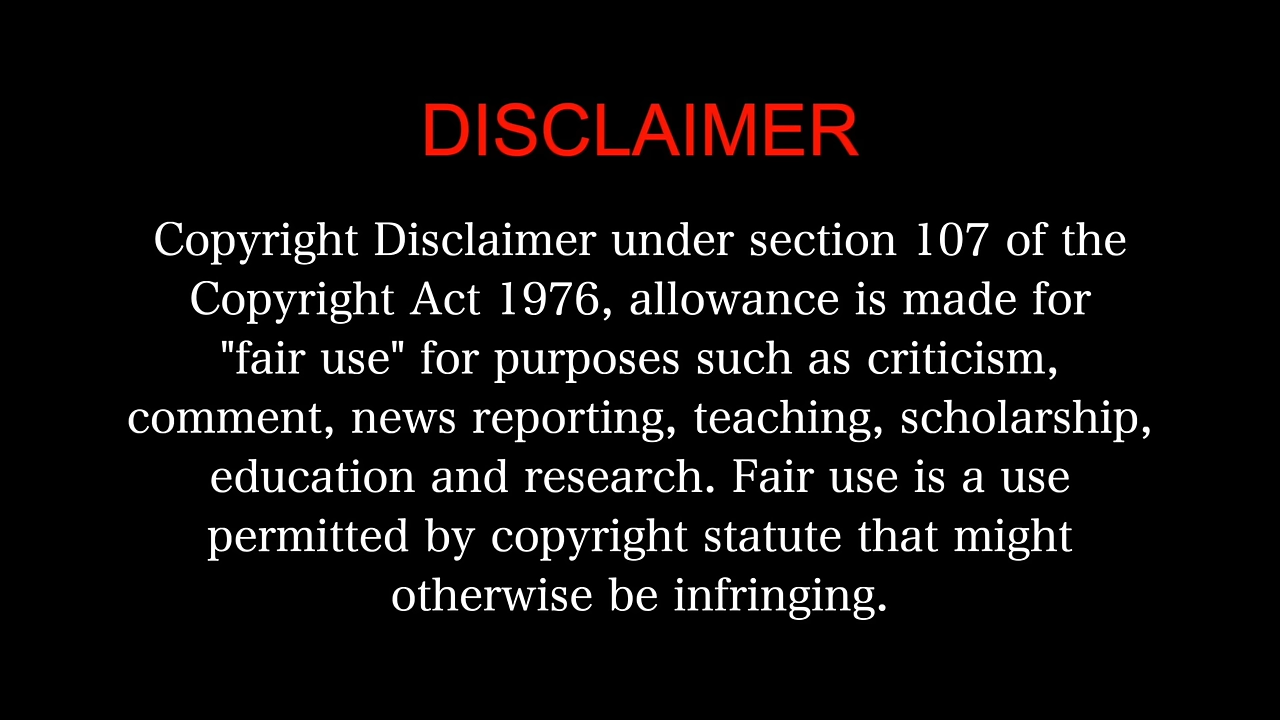 DISCLAIMER
Copyright Disclaimer under section 107 of the
Copyright Act 1976, allowance is made for
"fair use" for purposes such as criticism,
comment, news reporting, teaching, scholarship,
education and research. Fair use is a use
permitted by copyright statute that might
otherwise be infringing.